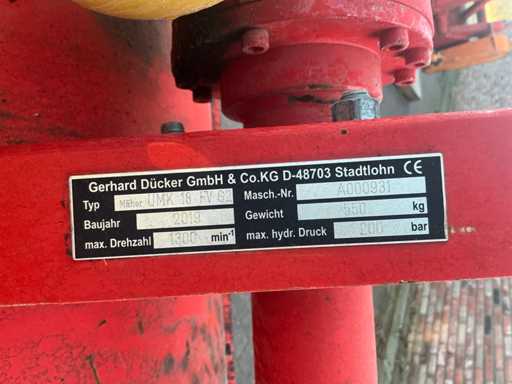 Gerhard Dücker GmbH & Co.KG D-48703 Stadtlohn CE
Typ Mäher UMK 18 FV G2 Masch.-Nr. A000931
Baujahr 2019 Gewicht 550 kg
max. Drehzahl 1300 min-1 max. hydr. Druck 200 bar